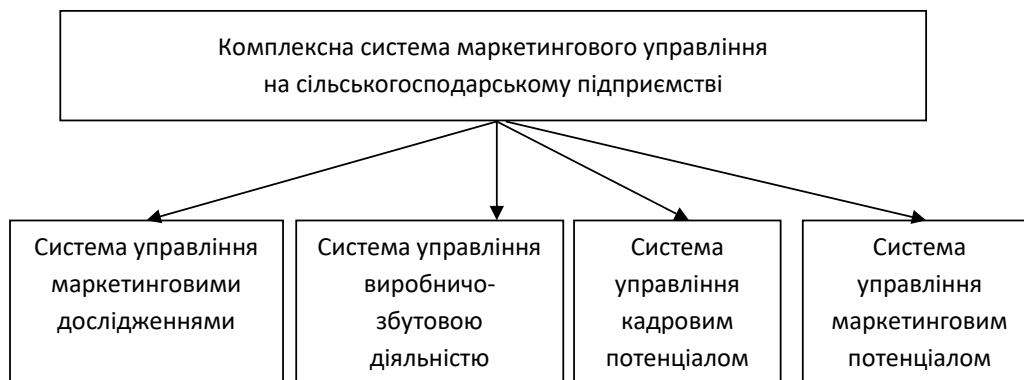 Комплексна система маркетингового управління
на сільськогосподарському підприємстві
Система управління
маркетинговими
дослідженнями
Система управління
виробничо-
збутовою
діяльністю
Система
управління
кадровим
потенціалом
Система
управління
маркетинговим
потенціалом